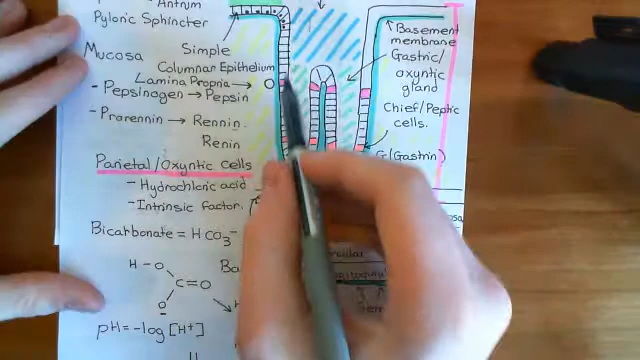 Antrum
Pyloric Sphincter
Mucosa
Simple
Columnar Epithelium
Lamina Propria
- Pepsinogen → Pepsin
- Prorennin → Rennin
Renin
Parietal/Oxyntic Cells
- Hydrochloric acid
- Intrinsic factor.
Bicarbonate = HCO₃⁻
H-O
C=O
O
pH = -log [H+]
Basement
membrane
Gastric/
oxyntic
gland
Chief/Peptic
cells.
G (Gastrin)